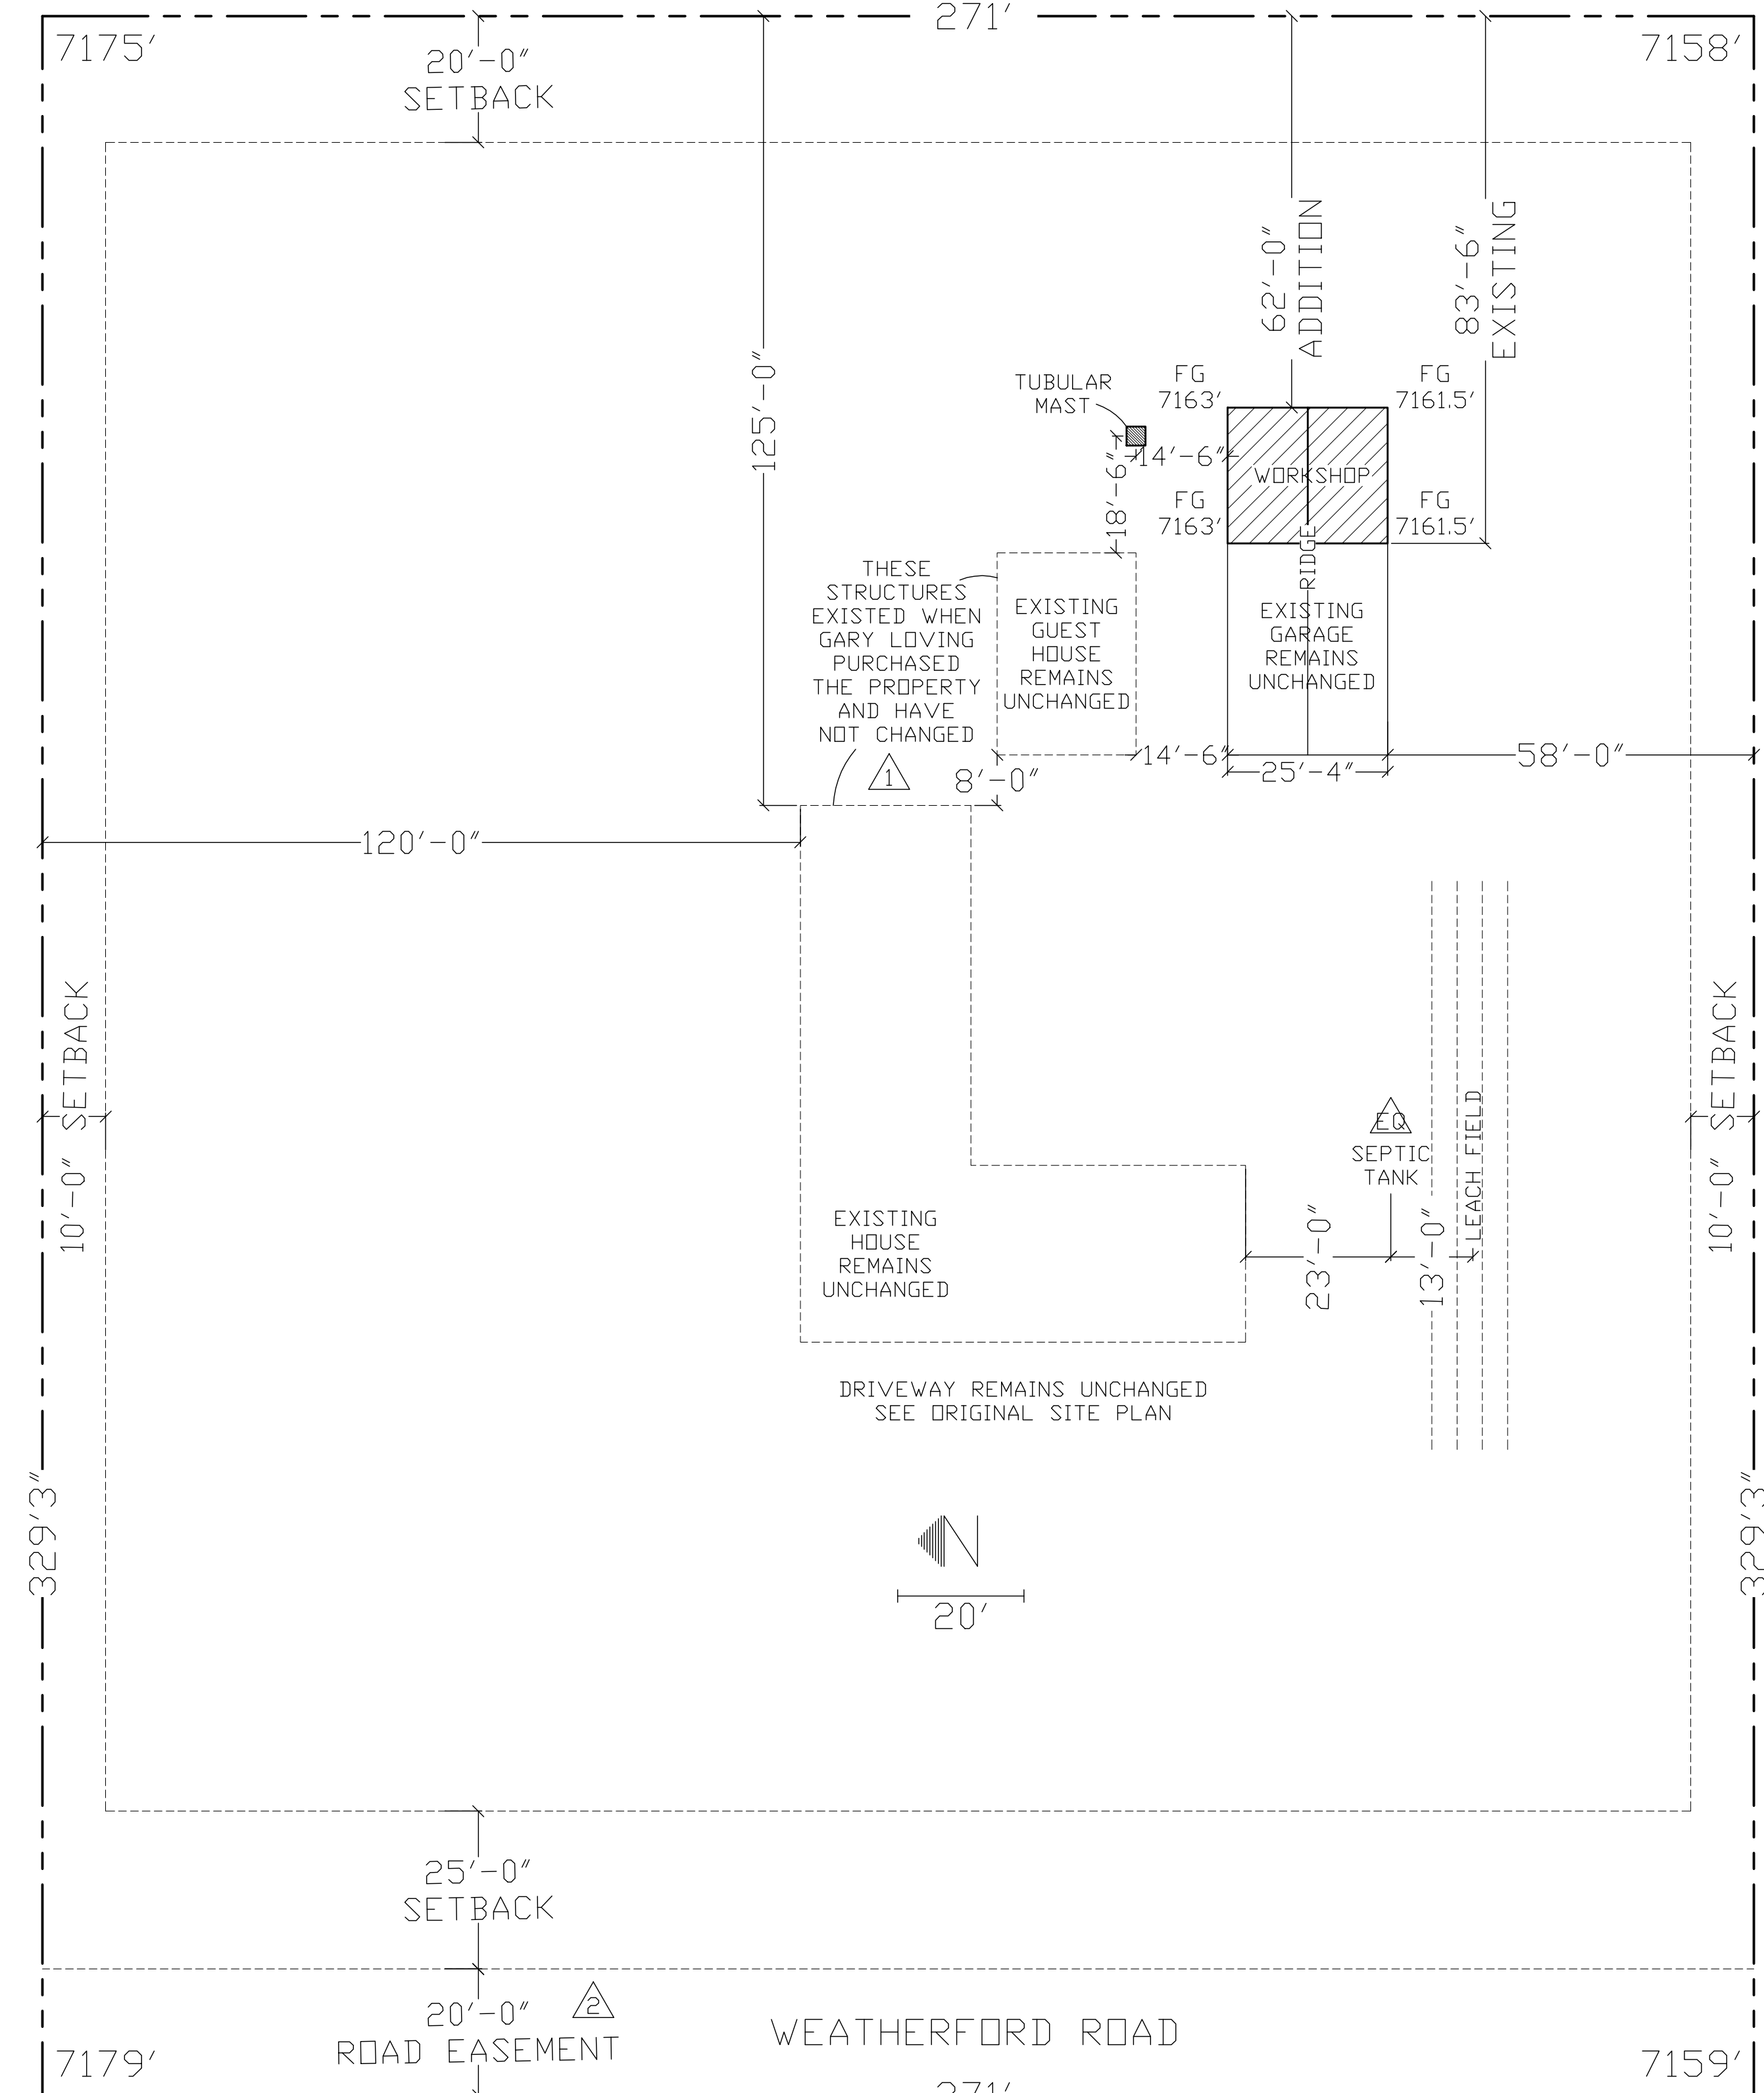 271'
7175'
7158'
20'-0"
SETBACK
62'-0"
ADDITION
83'-6"
EXISTING
125'-0"
TUBULAR
MAST
FG
7163'
FG
7161.5'
14'-6"
WORKSHOP
18'-6"
FG
7163'
FG
7161.5'
RIDGE
THESE
STRUCTURES
EXISTED WHEN
GARY LOVING
PURCHASED
THE PROPERTY
AND HAVE
NOT CHANGED
1
EXISTING
GUEST
HOUSE
REMAINS
UNCHANGED
EXISTING
GARAGE
REMAINS
UNCHANGED
14'-6"
58'-0"
25'-4"
8'-0"
120'-0"
10'-0" SETBACK
10'-0" SETBACK
EQ
SEPTIC
TANK
LEACH FIELD
23'-0"
13'-0"
EXISTING
HOUSE
REMAINS
UNCHANGED
DRIVEWAY REMAINS UNCHANGED
SEE ORIGINAL SITE PLAN
329'3"
329'3"
N
20'
25'-0"
SETBACK
20'-0"
2
ROAD EASEMENT
WEATHERFORD ROAD
7179'
7159'
271'